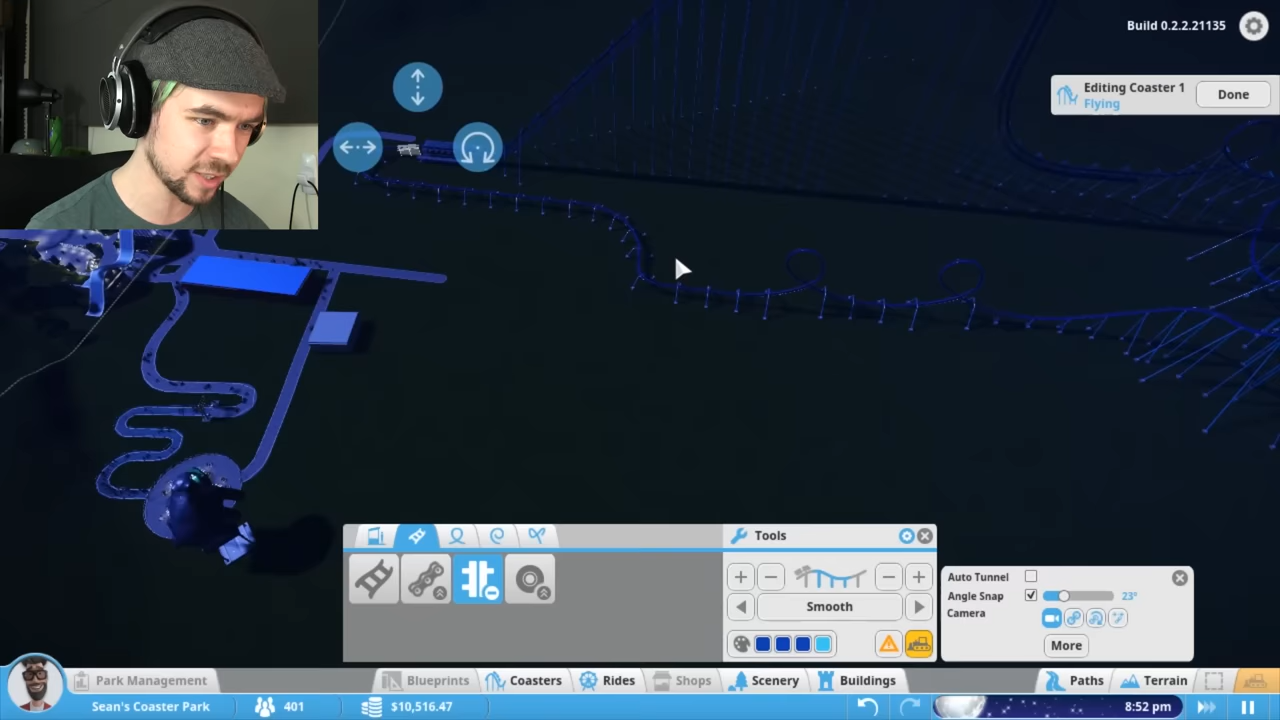 Build 0.2.2.21135
Editing Coaster 1
Flying
Done
Tools
Smooth
Auto Tunnel
Angle Snap
23°
Camera
More
Park Management
Blueprints
Coasters
Rides
Shops
Scenery
Buildings
Paths
Terrain
Sean's Coaster Park
401
$10,516.47
8:52 pm